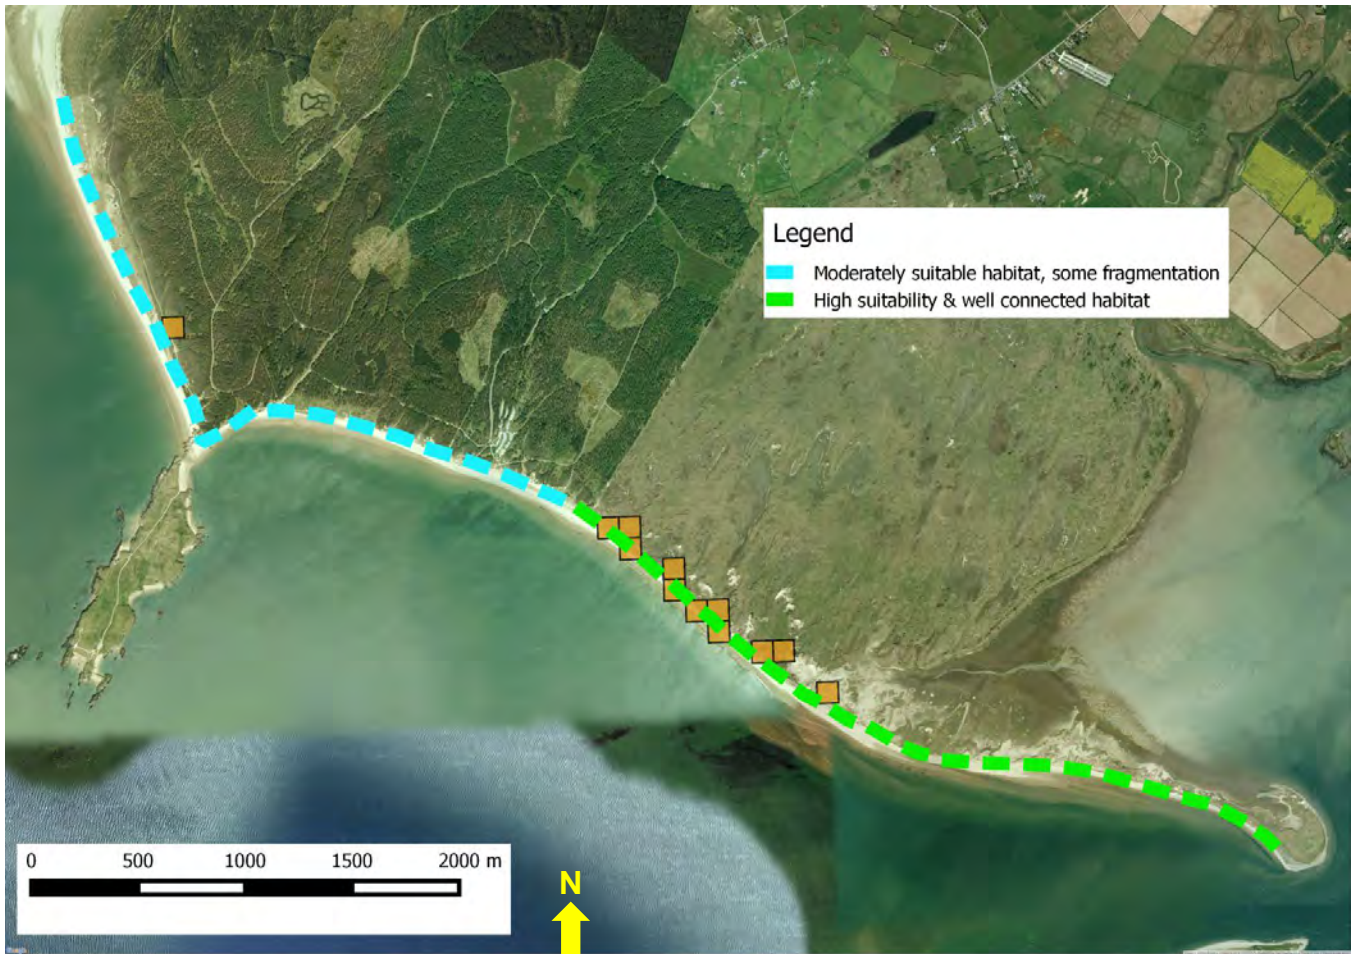 Legend
Moderately suitable habitat, some fragmentation
High suitability & well connected habitat
0 500 1000 1500 2000 m
N